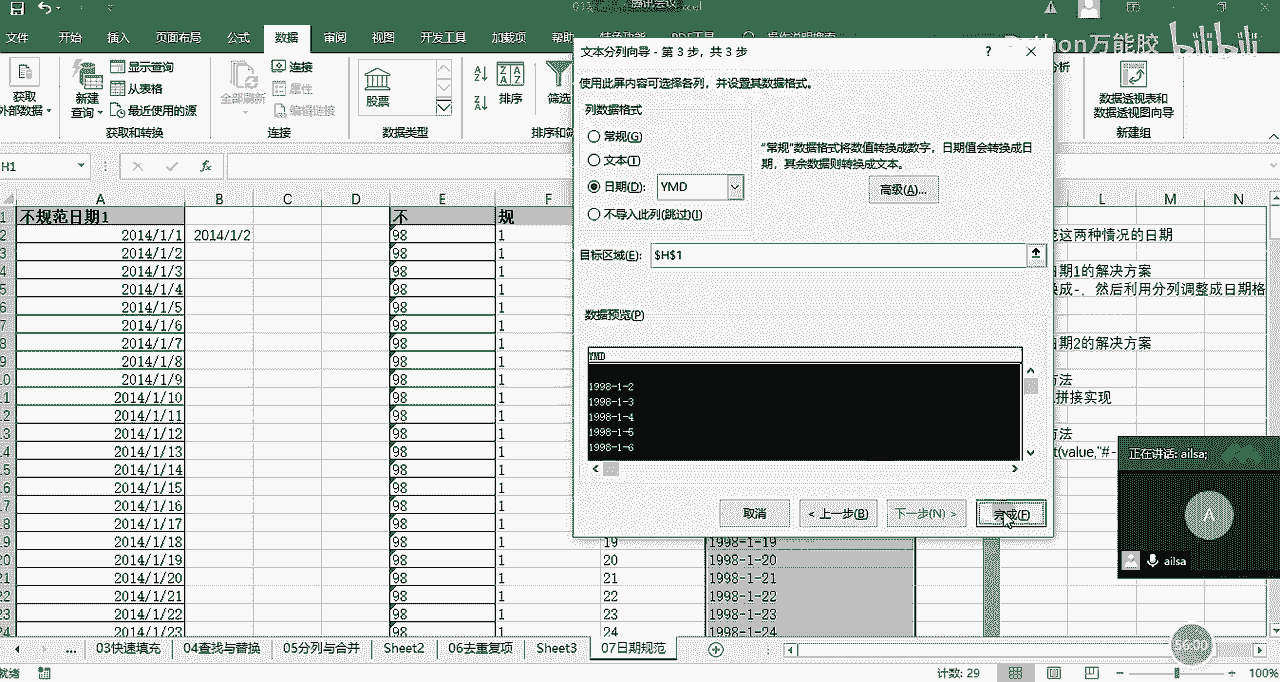 腾讯会议
文件 开始 插入 页面布局 公式 数据 审阅 视图 开发工具 加载项 帮助
万能胶 bilibili
获取
外部数据
新建
查询
显示查询
从表格
最近使用的源
获取和转换
全部刷新
连接
属性
编辑链接
连接
股票
数据类型
排序
筛选
数据透视表和
数据透视图向导
新建组
文本分列向导 - 第 3 步，共 3 步
使用此屏内容可选择各列，并设置其数据格式。
列数据格式
常规(G)
文本(T)
日期(D): YMD
不导入此列(跳过)(I)
“常规”数据格式将数值转换成数字，日期值会转换成日
期，其余数据则转换成文本。
高级(A)...
目标区域(E): $H$1
数据预览(P)
YMD
1998-1-2
1998-1-3
1998-1-4
1998-1-5
1998-1-6
取消 < 上一步(B) 下一步(N) > 完成(F)
H1 fx
A B C D E F L M N
1 不规范日期1 不 规
2 2014/1/1 2014/1/2 98 1 这两种情况的日期
3 2014/1/2 98 1
4 2014/1/3 98 1 日期1的解决方案
5 2014/1/4 98 1 换成-，然后利用分列调整成日期格
6 2014/1/5 98 1
7 2014/1/6 98 1
8 2014/1/7 98 1 日期2的解决方案
9 2014/1/8 98 1
10 2014/1/9 98 1 方法
11 2014/1/10 98 1 拼接实现
12 2014/1/11 98 1
13 2014/1/12 98 1 方法
14 2014/1/13 98 1 t(value,"#-
15 2014/1/14 98 1
16 2014/1/15 98 1
17 2014/1/16 98 1
18 2014/1/17 98 1
19 2014/1/18 98 1 19 1998-1-19
20 2014/1/19 98 1 20 1998-1-20
21 2014/1/20 98 1 21 1998-1-21
22 2014/1/21 98 1 22 1998-1-22
23 2014/1/22 98 1 23 1998-1-23
24 2014/1/23 98 1 24 1998-1-24
正在讲话: ailsa;
A
ailsa
56:00
... 03快速填充 04查找与替换 05分列与合并 Sheet2 06去重复项 Sheet3 07日期规范
就绪 计数: 29 100%